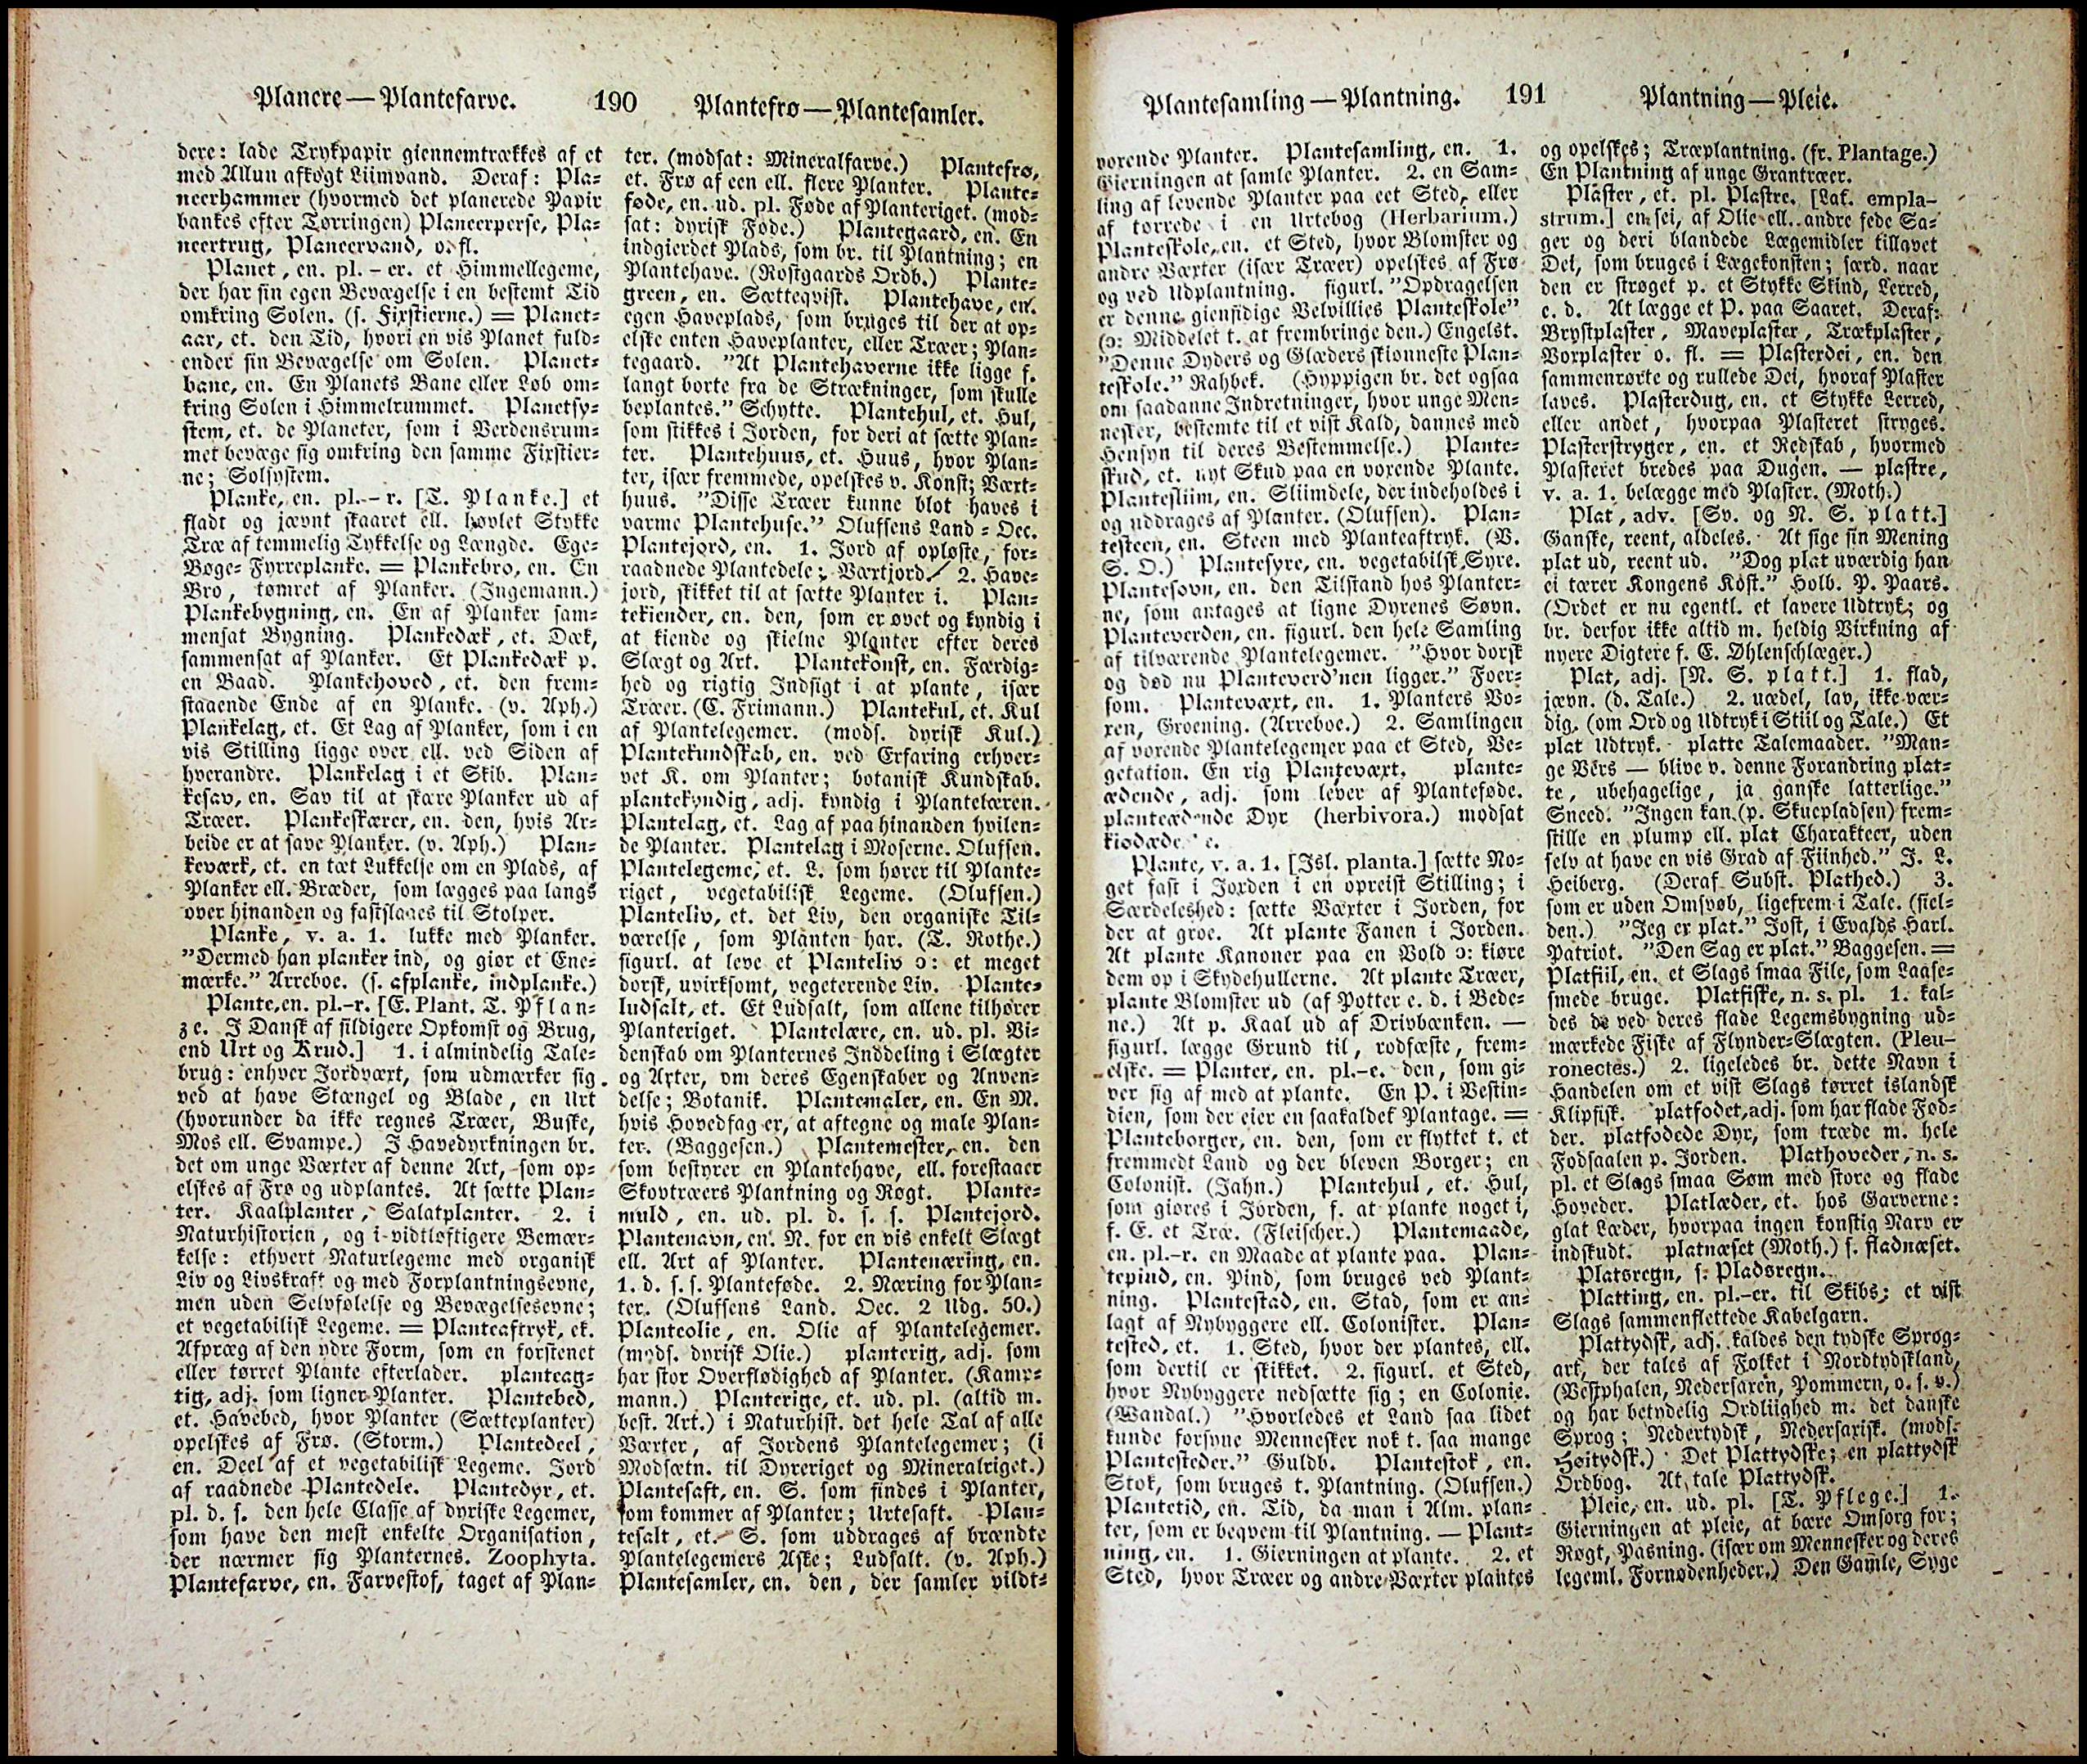 Planere — Plantefarve.
190
Plantefrø — Plantesamler.
dere: lade Trykpapir giennemtrækkes af et
med Allun afkogt Liimvand. Deraf: Pla=
neerhammer (hvormed det planerede Papir
bankes efter Tørringen) Planeerperse, Pla=
neertrug, Planeervand, o. fl.
Planet, en. pl. - er. et Himmellegeme,
der har sin egen Bevægelse i en bestemt Tid
omkring Solen. (s. Fixstierne.) = Planet=
aar, et. den Tid, hvori en vis Planet fuld=
ender sin Bevægelse om Solen. Planet=
bane, en. En Planets Bane eller Løb om=
kring Solen i Himmelrummet. Planetsy=
stem, et. de Planeter, som i Verdensrum=
met bevæge sig omkring den samme Fixstier=
ne; Solsystem.
Planke, en. pl. - r. [T. Planke.] et
fladt og jævnt skaaret ell. høvlet Stykke
Træ af temmelig Tykkelse og Længde. Ege=
Bøge= Fyrreplanke. = Plankebro, en. En
Bro, tømret af Planker. (Ingemann.)
Plankebygning, en. En af Planker sam=
mensat Bygning. Plankedæk, et. Dæk,
sammensat af Planker. Et Plankedæk p.
en Baad. Plankehoved, et. den frem=
staaende Ende af en Planke. (v. Aph.)
Plankelag, et. Et Lag af Planker, som i en
vis Stilling ligge over ell. ved Siden af
hverandre. Plankelag i et Skib. Plan=
kesav, en. Sav til at skære Planker ud af
Træer. Plankeskærer, en. den, hvis Ar=
beide er at save Planker. (v. Aph.) Plan=
keværk, et. en tæt Lukkelse om en Plads, af
Planker ell. Bræder, som lægges paa langs
over hinanden og fastslaaes til Stolper.
Planke, v. a. 1. lukke med Planker.
"Dermed han planker ind, og giør et Ene=
mærke." Arreboe. (s. afplanke, indplanke.)
Plante, en. pl.-r. [E. Plant. T. Pflan=
ze. I Dansk af sildigere Opkomst og Brug,
end Urt og Krud.] 1. i almindelig Tale=
brug: enhver Jordvæxt, som udmærker sig
ved at have Stængel og Blade, en Urt
(hvorunder da ikke regnes Træer, Buske,
Mos ell. Svampe.) I Havedyrkningen br.
det om unge Væxter af denne Art, som op=
elskes af Frø og udplantes. At sætte Plan=
ter. Kaalplanter, Salatplanter. 2. i
Naturhistorien, og i vidtløftigere Bemær=
kelse: ethvert Naturlegeme med organisk
Liv og Livskraft og med Forplantningsevne,
men uden Selvfølelse og Bevægelsesevne;
et vegetabilisk Legeme. = Planteaftryk, et.
Afpræg af den ydre Form, som en forstenet
eller tørret Plante efterlader. planteag=
tig, adj. som ligner Planter. Plantebed,
et. Havebed, hvor Planter (Sætteplanter)
opelskes af Frø. (Storm.) Plantedeel,
en. Deel af et vegetabilisk Legeme. Jord
af raadnede Plantedele. Plantedyr, et.
pl. d. s. den hele Classe af dyriske Legemer,
som have den mest enkelte Organisation,
der nærmer sig Planternes. Zoophyta.
Plantefarve, en. Farvestof, taget af Plan=
ter. (modsat: Mineralfarve.) Plantefrø,
et. Frø af een ell. flere Planter. Plante=
føde, en. ud. pl. Føde af Planteriget. (mod=
sat: dyrisk Føde.) Plantegaard, en. En
indgierdet Plads, som br. til Plantning; en
Plantehave. (Rostgaards Ordb.) Plante=
green, en. Sætteqvist. Plantehave, en.
egen Haveplads, som bruges til der at op=
elske enten Haveplanter, eller Træer; Plan=
tegaard. "At Plantehaverne ikke ligge f.
langt borte fra de Strækninger, som skulle
beplantes." Schytte. Plantehul, et. Hul,
som stikkes i Jorden, for deri at sætte Plan=
ter. Plantehuus, et. Huus, hvor Plan=
ter, især fremmede, opelskes v. Konst; Væxt=
huus. "Disse Træer kunne blot haves i
varme Plantehuse." Olufsens Land = Oec.
Plantejord, en. 1. Jord af opløste, for=
raadnede Plantedele; Væxtjord. 2. Have=
jord, skikket til at sætte Planter i. Plan=
tekiender, en. den, som er øvet og kyndig i
at kiende og skielne Planter efter deres
Slægt og Art. Plantekonst, en. Færdig=
hed og rigtig Indsigt i at plante, især
Træer. (C. Frimann.) Plantekul, et. Kul
af Plantelegemer. (mods. dyrisk Kul.)
Plantekundskab, en. ved Erfaring erhver=
vet K. om Planter; botanisk Kundskab.
plantekyndig, adj. kyndig i Plantelæren.
Plantelag, et. Lag af paa hinanden hvilen=
de Planter. Plantelag i Moserne. Olufsen.
Plantelegeme, et. L. som hører til Plante=
riget, vegetabilisk Legeme. (Olufsen.)
Planteliv, et. det Liv, den organiske Til=
værelse, som Planten har. (T. Rothe.)
figurl. at leve et Planteliv ɔ: et meget
dorsk, uvirksomt, vegeterende Liv. Plante=
ludsalt, et. Et Ludsalt, som allene tilhører
Planteriget. Plantelære, en. ud. pl. Vi=
denskab om Planternes Inddeling i Slægter
og Arter, om deres Egenskaber og Anven=
delse; Botanik. Plantemaler, en. En M.
hvis Hovedfag er, at aftegne og male Plan=
ter. (Baggesen.) Plantemester, en. den
som bestyrer en Plantehave, ell. forestaaer
Skovtræers Plantning og Røgt. Plante=
muld, en. ud. pl. d. s. s. Plantejord.
Plantenavn, en. N. for en vis enkelt Slægt
ell. Art af Planter. Plantenæring, en.
1. d. s. s. Planteføde. 2. Næring for Plan=
ter. (Olufsens Land. Oec. 2 Udg. 50.)
Planteolie, en. Olie af Plantelegemer.
(mods. dyrisk Olie.) planterig, adj. som
har stor Overflødighed af Planter. (Kamp=
mann.) Planterige, et. ud. pl. (altid m.
best. Art.) i Naturhist. det hele Tal af alle
Væxter, af Jordens Plantelegemer; (i
Modsætn. til Dyreriget og Mineralriget.)
Plantesaft, en. S. som findes i Planter,
som kommer af Planter; Urtesaft. Plan=
tesalt, et. S. som uddrages af brændte
Plantelegemers Aske; Ludsalt. (v. Aph.)
Plantesamler, en. den, der samler vildt=
Plantesamling — Plantning.
191
Plantning — Pleie.
vorende Planter. Plantesamling, en. 1.
Gierningen at samle Planter. 2. en Sam=
ling af levende Planter paa eet Sted, eller
af tørrede i en Urtebog (Herbarium.)
Planteskole, en. et Sted, hvor Blomster og
andre Væxter (især Træer) opelskes af Frø
og ved Udplantning. figurl. "Opdragelsen
er denne giensidige Velvillies Planteskole"
(ɔ: Middelet t. at frembringe den.) Engelst.
"Denne Dyders og Glæders skiønneste Plan=
teskole." Rahbek. (Hyppigen br. det ogsaa
om saadanne Indretninger, hvor unge Men=
nesker, bestemte til et vist Kald, dannes med
Hensyn til deres Bestemmelse.) Plante=
skud, et. nyt Skud paa en vorende Plante.
Planteslim, en. Sliimdele, der indeholdes i
og uddrages af Planter. (Olufsen). Plan=
testeen, en. Steen med Planteaftryk. (V.
S. O.) Plantesyre, en. vegetabilsk Syre.
Plantesøvn, en. den Tilstand hos Planter=
ne, som antages at ligne Dyrenes Søvn.
Planteverden, en. figurl. den hele Samling
af tilværende Plantelegemer. "Hvor dorsk
og død nu Planteverd'nen ligger." Foer=
som. Plantevæxt, en. 1. Planters Vo=
xen, Groening. (Arreboe.) 2. Samlingen
af vorende Plantelegemer paa et Sted, Ve=
getation. En rig Plantevæxt. plante=
ædende, adj. som lever af Planteføde.
planteædende Dyr (herbivora.) modsat
kiødæde
Plante, v. a. 1. [Isl. planta.] sætte No=
get fast i Jorden i en opreist Stilling; i
Særdeleshed: sætte Væxter i Jorden, for
der at groe. At plante Fanen i Jorden.
At plante Kanoner paa en Vold ɔ: kiøre
dem op i Skydehullerne. At plante Træer,
plante Blomster ud (af Potter e. d. i Bede=
ne.) At p. Kaal ud af Drivbænken. —
figurl. lægge Grund til, rodfæste, frem=
elske. = Planter, en. pl.-e. den, som gi=
ver sig af med at plante. En P. i Vestin=
dien, som der eier en saakaldet Plantage. =
Planteborger, en. den, som er flyttet t. et
fremmedt Land og der bleven Borger; en
Colonist. (Jahn.) Plantehul, et. Hul,
som giøres i Jorden, f. at plante noget i,
f. E. et Træ. (Fleischer.) Plantemaade,
en. pl.-r. en Maade at plante paa. Plan=
tepind, en. Pind, som bruges ved Plant=
ning. Plantestad, en. Stad, som er an=
lagt af Nybyggere ell. Colonister. Plan=
tested, et. 1. Sted, hvor der plantes, ell.
som dertil er skikket. 2. figurl. et Sted,
hvor Nybyggere nedsætte sig; en Colonie.
(Wandal.) "Hvorledes et Land saa lidet
kunde forsyne Mennesker nok t. saa mange
Plantesteder." Guldb. Plantestok, en.
Stok, som bruges t. Plantning. (Olufsen.)
Plantetid, en. Tid, da man i Alm. plan=
ter, som er beqvem til Plantning. — Plant=
ning, en. 1. Gierningen at plante. 2. et
Sted, hvor Træer og andre Væxter plantes
og opelskes; Træplantning. (fr. Plantage.)
En Plantning af unge Grantræer.
Plaster, et. pl. Plastre. [Lat. empla-
strum.] en sei, af Olie ell. andre fede Sa=
ger og deri blandede Lægemidler tillavet
Dei, som bruges i Lægekonsten; særd. naar
den er strøget p. et Stykke Skind, Lerred,
e. d. At lægge et P. paa Saaret. Deraf:
Brystplaster, Maveplaster, Trækplaster,
Voxplaster o. fl. = Plasterdei, en. den
sammenrørte og rullede Dei, hvoraf Plaster
laves. Plasterdug, en. et Stykke Lerred,
eller andet, hvorpaa Plasteret stryges.
Plasterstryger, en. et Redskab, hvormed
Plasteret bredes paa Dugen. — plastre,
v. a. 1. belægge med Plaster. (Moth.)
Plat, adv. [Sv. og N. S. platt.]
Ganske, reent, aldeles. At sige sin Mening
plat ud, reent ud. "Dog plat uværdig han
ei tærer Kongens Kost." Holb. P. Paars.
(Ordet er nu egentl. et lavere Udtryk; og
br. derfor ikke altid m. heldig Virkning af
nyere Digtere f. E. Øhlenschlæger.)
Plat, adj. [N. S. platt.] 1. flad,
jævn. (d. Tale.) 2. uædel, lav, ikke vær=
dig. (om Ord og Udtryk i Stiil og Tale.) Et
plat Udtryk. platte Talemaader. "Man=
ge Vers — blive v. denne Forandring plat=
te, ubehagelige, ja ganske latterlige."
Sneed. "Ingen kan (p. Skuepladsen) frem=
stille en plump ell. plat Charakteer, uden
selv at have en vis Grad af Fiinhed." J. L.
Heiberg. (Deraf Subst. Plathed.) 3.
som er uden Omsvøb, ligefrem i Tale. (siel=
den.) "Jeg er plat." Jost, i Evalds Harl.
Patriot. "Den Sag er plat." Baggesen. =
Platfiil, en. et Slags smaa File, som Laase=
smede bruge. Platfiske, n. s. pl. 1. kal=
des de ved deres flade Legemsbygning ud=
mærkede Fiske af Flynder=Slægten. (Pleu-
ronectes.) 2. ligeledes br. dette Navn i
Handelen om et vist Slags tørret islandsk
Klipfisk. platfodet, adj. som har flade Fød=
der. platfodede Dyr, som træde m. hele
Fodsaalen p. Jorden. Plathoveder, n. s.
pl. et Slags smaa Søm med store og flade
Hoveder. Platlæder, et. hos Garverne:
glat Læder, hvorpaa ingen konstig Narv er
indskudt. platnæset (Moth.) s. fladnæset.
Platsregn, s. Pladsregn.
Platting, en. pl.-er. til Skibs; et vist
Slags sammenflettede Kabelgarn.
Plattydsk, adj. kaldes den tydske Sprog=
art, der tales af Folket i Nordtydskland,
(Vestphalen, Nedersaxen, Pommern, o. s. v.)
og har betydelig Ordliighed m. det danske
Sprog; Nedertydsk, Nedersaxisk. (mods.
Høitydsk.) Det Plattydske; en plattydsk
Ordbog. At tale Plattydsk.
Pleie, en. ud. pl. [T. Pflege.] 1.
Gierningen at pleie, at bære Omsorg for;
Røgt, Pasning. (især om Mennesker og deres
legeml. Fornødenheder.) Den Gamle, Syge